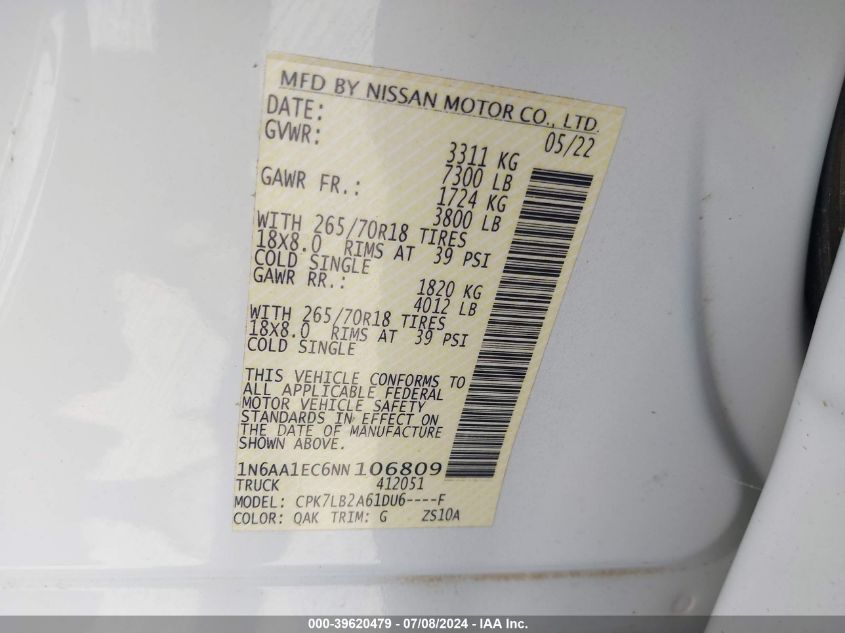 MFD BY NISSAN MOTOR CO., LTD.
DATE: 05/22
GVWR: 3311 KG
7300 LB
GAWR FR.: 1724 KG
3800 LB
WITH 265/70R18 TIRES
18X8.0 RIMS AT 39 PSI
COLD SINGLE
GAWR RR.: 1820 KG
4012 LB
WITH 265/70R18 TIRES
18X8.0 RIMS AT 39 PSI
COLD SINGLE
THIS VEHICLE CONFORMS TO
ALL APPLICABLE FEDERAL
MOTOR VEHICLE SAFETY
STANDARDS IN EFFECT ON
THE DATE OF MANUFACTURE
SHOWN ABOVE.
1N6AA1EC6NN106809
TRUCK 412051
MODEL: CPK7LB2A61DU6----F
COLOR: QAK TRIM: G ZS10A
000-39620479 - 07/08/2024 - IAA Inc.